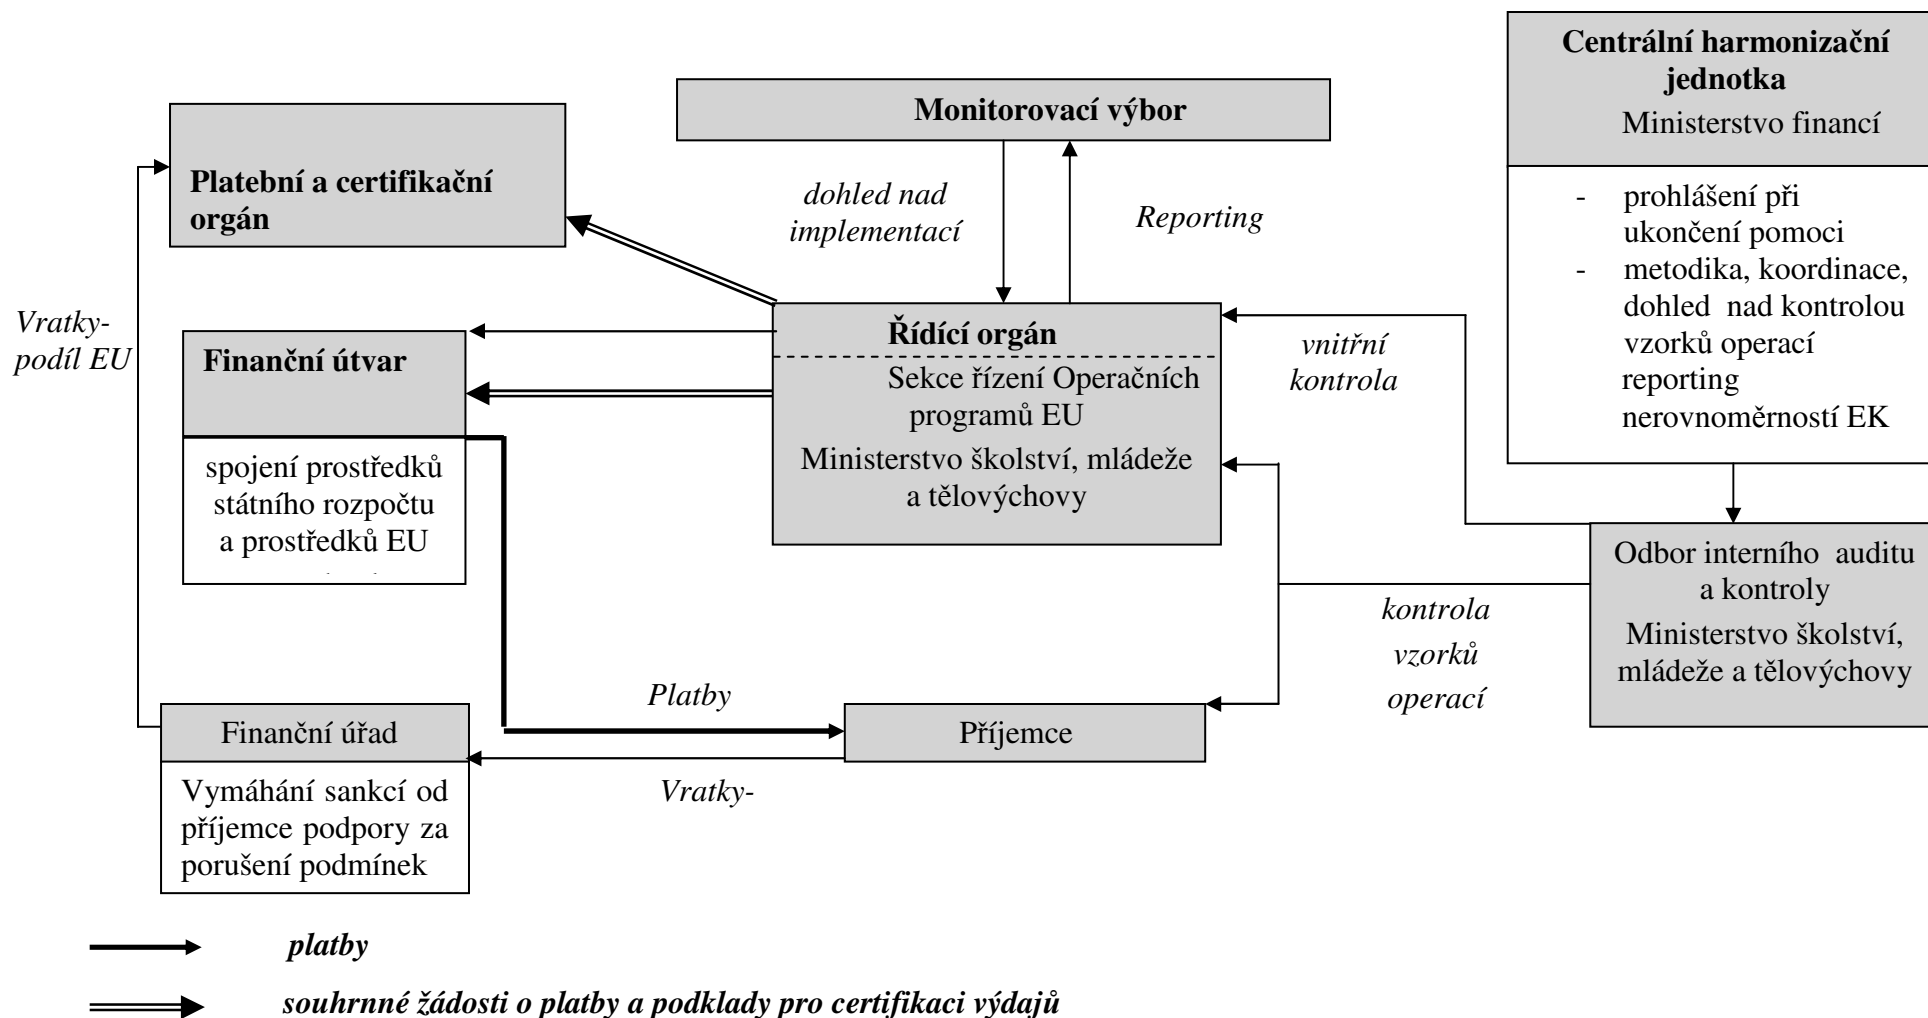 Centrální harmonizační
jednotka
Ministerstvo financí
- prohlášení při
ukončení pomoci
- metodika, koordinace,
dohled nad kontrolou
vzorků operací
reporting
nerovnoměrností EK
Monitorovací výbor
Platební a certifikační
orgán
dohled nad
implementací
Reporting
Vratky-
podíl EU
Finanční útvar
spojení prostředků
státního rozpočtu
a prostředků EU
Řídící orgán
Sekce řízení Operačních
programů EU
Ministerstvo školství, mládeže
a tělovýchovy
vnitřní
kontrola
Odbor interního auditu
a kontroly
Ministerstvo školství,
mládeže a tělovýchovy
kontrola
vzorků
operací
Platby
Příjemce
Vratky-
Finanční úřad
Vymáhání sankcí od
příjemce podpory za
porušení podmínek
platby
souhrnné žádosti o platby a podklady pro certifikaci výdajů